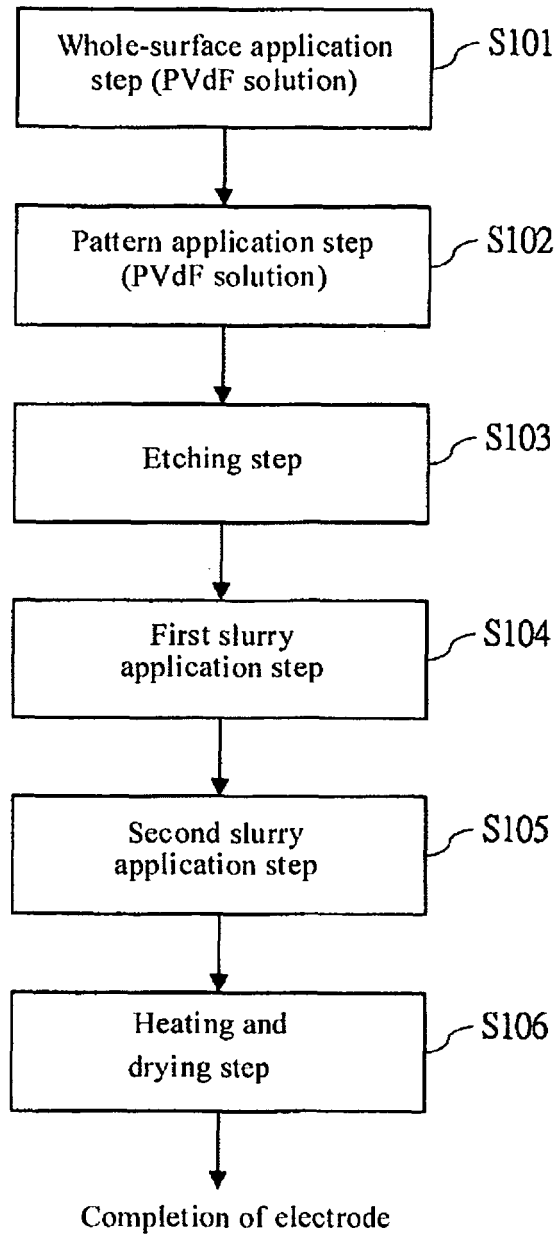 Whole-surface application
step (PVdF solution)
S101
Pattern application step
(PVdF solution)
S102
Etching step
S103
First slurry
application step
S104
Second slurry
application step
S105
Heating and
drying step
S106
Completion of electrode